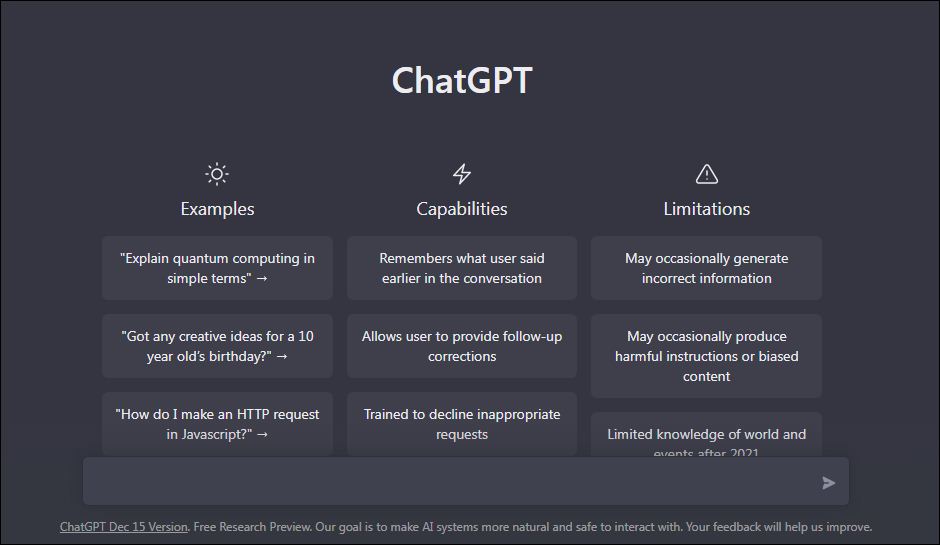 ChatGPT
Examples
"Explain quantum computing in
simple terms" →
"Got any creative ideas for a 10
year old's birthday?" →
"How do I make an HTTP request
in Javascript?" →
Capabilities
Remembers what user said
earlier in the conversation
Allows user to provide follow-up
corrections
Trained to decline inappropriate
requests
Limitations
May occasionally generate
incorrect information
May occasionally produce
harmful instructions or biased
content
Limited knowledge of world and
events after 2021
ChatGPT Dec 15 Version. Free Research Preview. Our goal is to make AI systems more natural and safe to interact with. Your feedback will help us improve.